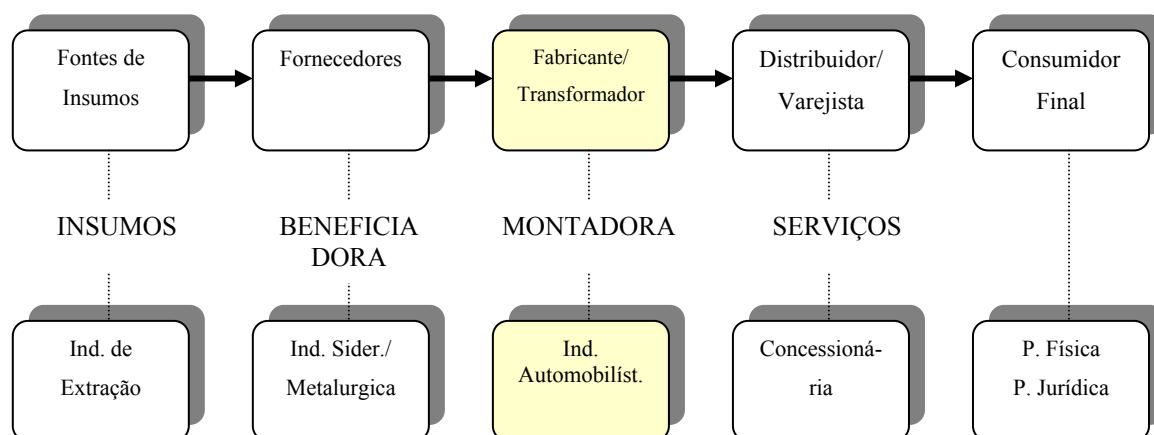 Fontes de
Insumos
Fornecedores
Fabricante/
Transformador
Distribuidor/
Varejista
Consumidor
Final
INSUMOS
BENEFICIA
DORA
MONTADORA
SERVIÇOS
Ind. de
Extração
Ind. Sider./
Metalurgica
Ind.
Automobilíst.
Concessioná-
ria
P. Física
P. Jurídica